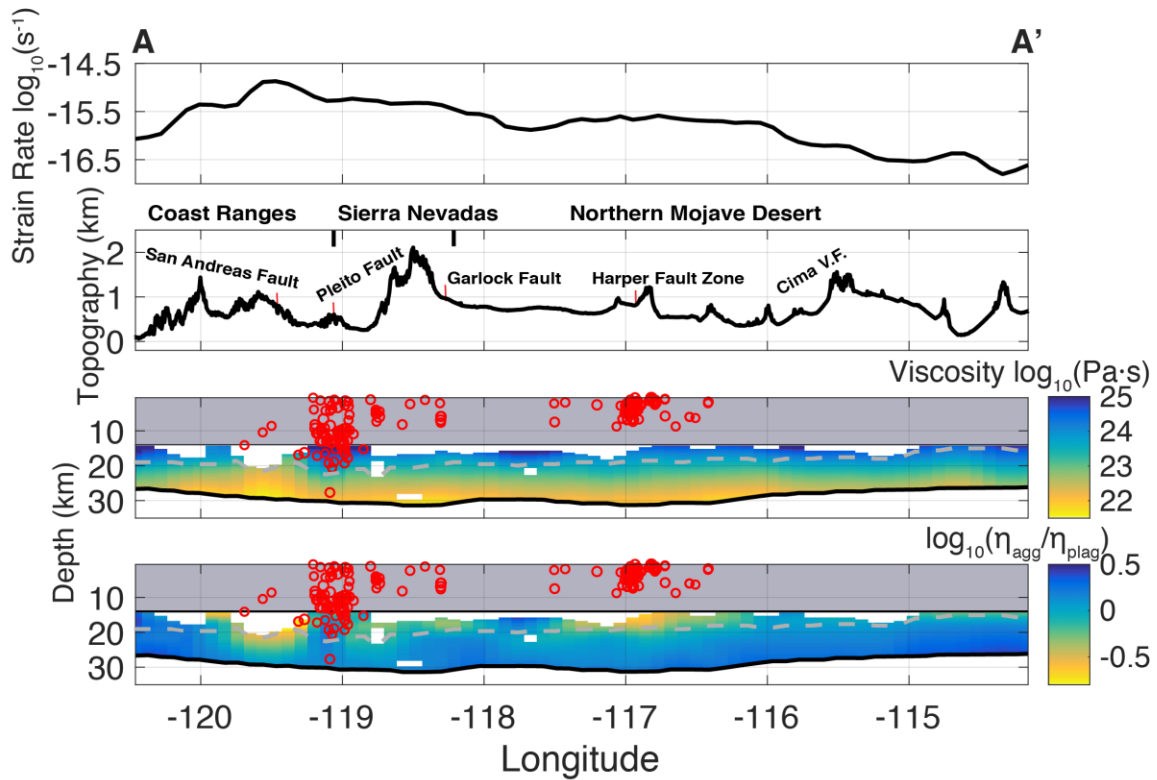 A A’
Strain Rate log10(s-1)
-14.5
-15.5
-16.5
Coast Ranges Sierra Nevadas Northern Mojave Desert
Topography (km)
2
1
0
San Andreas Fault
Pleito Fault
Garlock Fault
Harper Fault Zone
Cima V.F.
Viscosity log10(Pa·s)
Depth (km)
10
20
30
25
24
23
22
log10(ηagg/ηplag)
10
20
30
0.5
0
-0.5
-120 -119 -118 -117 -116 -115
Longitude